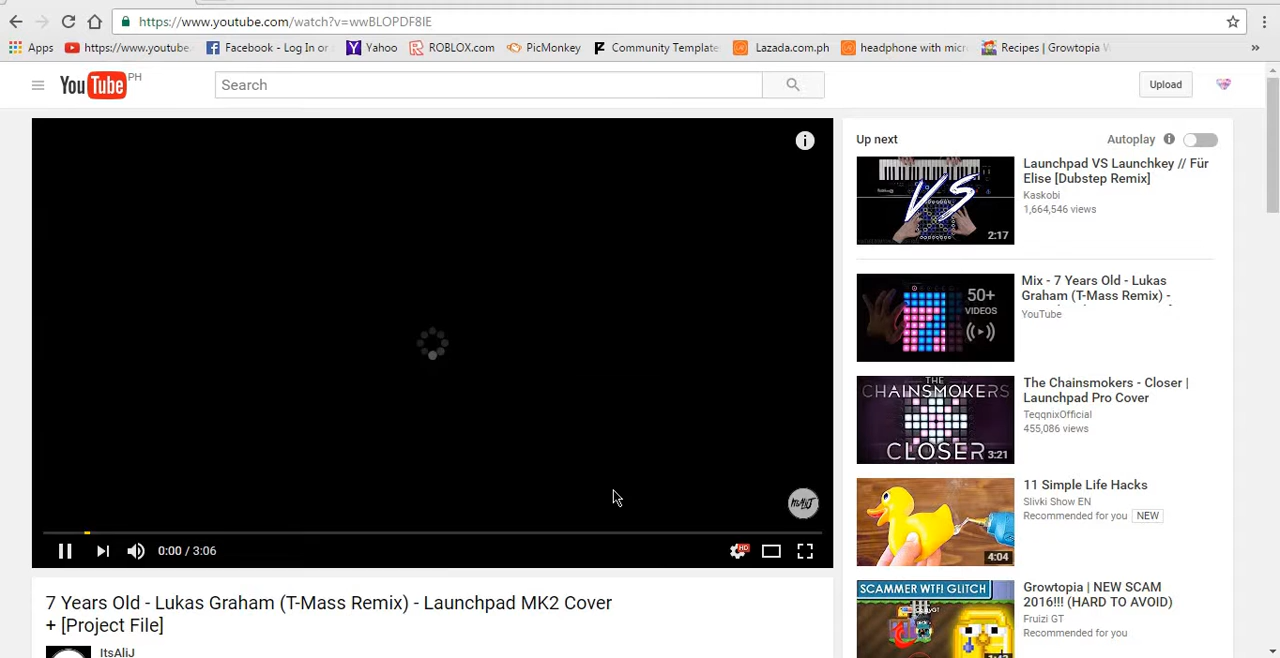 https://www.youtube.com/watch?v=wwBLOPDF8IE
Apps https://www.youtube Facebook - Log In or Yahoo ROBLOX.com PicMonkey Community Template Lazada.com.ph headphone with micr Recipes | Growtopia W »
YouTube PH
Search
Upload
Up next
Autoplay
VS
2:17
Launchpad VS Launchkey // Für
Elise [Dubstep Remix]
Kaskobi
1,664,546 views
50+
VIDEOS
Mix - 7 Years Old - Lukas
Graham (T-Mass Remix) -
YouTube
THE
CHAINSMOKERS
CLOSER
3:21
The Chainsmokers - Closer |
Launchpad Pro Cover
TeqqnixOfficial
455,086 views
4:04
11 Simple Life Hacks
Slivki Show EN
Recommended for you NEW
SCAMMER WTF! GLITCH
Growtopia | NEW SCAM
2016!!! (HARD TO AVOID)
Fruizi GT
Recommended for you
ItsAliJ
0:00 / 3:06
HD
7 Years Old - Lukas Graham (T-Mass Remix) - Launchpad MK2 Cover
+ [Project File]
ItsAliJ